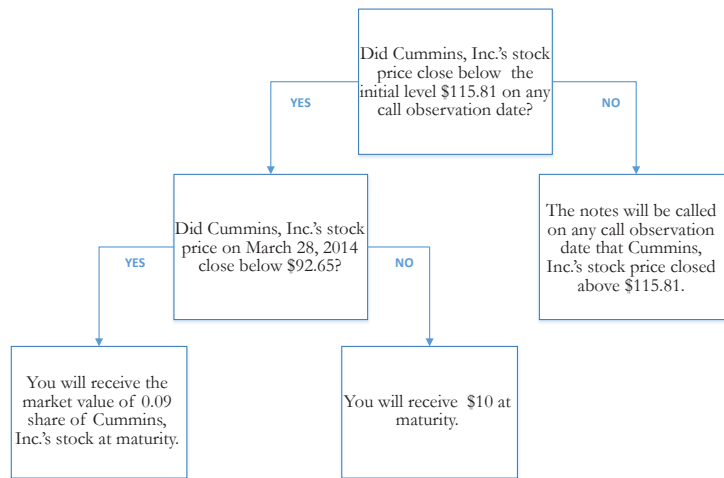 Did Cummins, Inc.'s stock
price close below  the
initial level $115.81 on any
call observation date?
YES
NO
Did Cummins, Inc.'s stock
price on March 28, 2014
close below $92.65?
The notes will be called
on any call observation
date that Cummins,
Inc.'s stock price closed
above $115.81.
YES
NO
You will receive the
market value of 0.09
share of Cummins,
Inc.'s stock at maturity.
You will receive  $10 at
maturity.